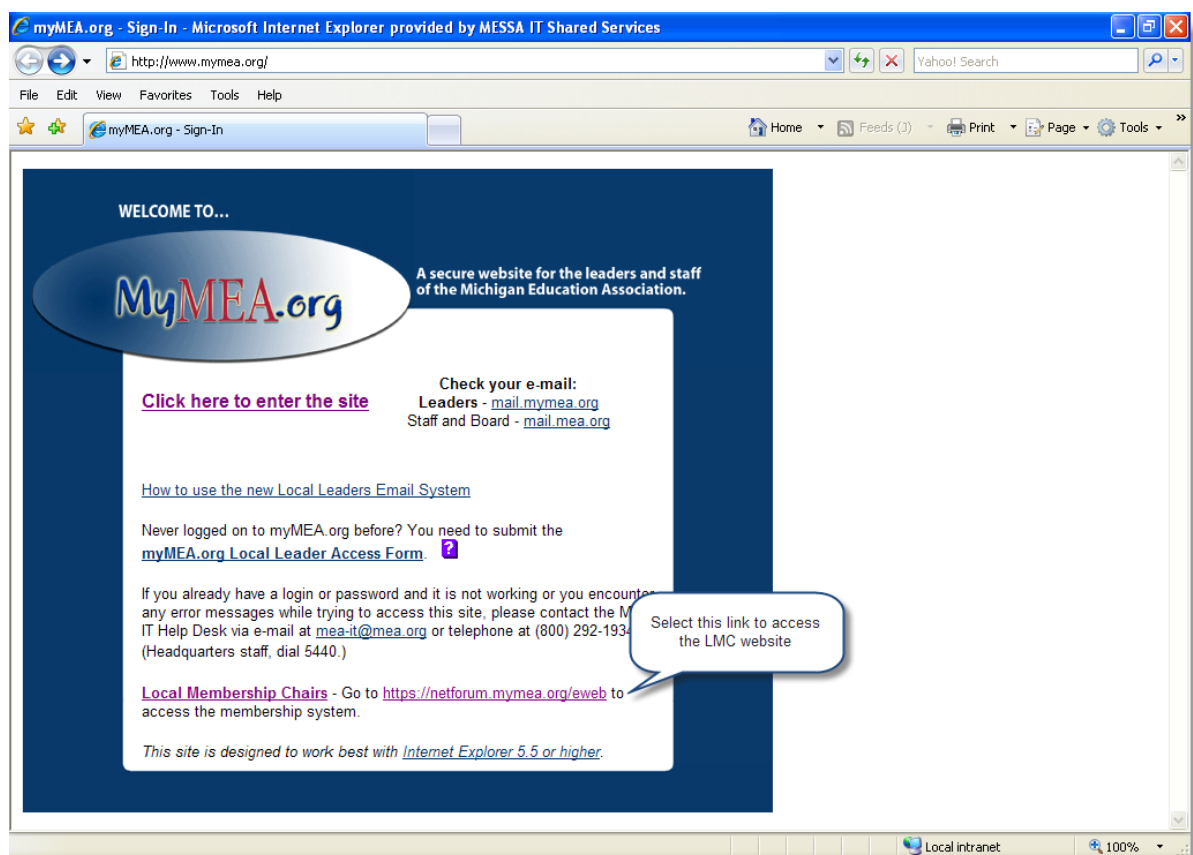 myMEA.org - Sign-In - Microsoft Internet Explorer provided by MESSA IT Shared Services
http://www.mymea.org/
Yahoo! Search
File Edit View Favorites Tools Help
myMEA.org - Sign-In
Home Feeds (J) Print Page Tools
WELCOME TO...
MyMEA.org
A secure website for the leaders and staff
of the Michigan Education Association.
Click here to enter the site
Check your e-mail:
Leaders - mail.mymea.org
Staff and Board - mail.mea.org
How to use the new Local Leaders Email System
Never logged on to myMEA.org before? You need to submit the
myMEA.org Local Leader Access Form. ?
If you already have a login or password and it is not working or you encounter
any error messages while trying to access this site, please contact the
IT Help Desk via e-mail at mea-it@mea.org or telephone at (800) 292-1934
(Headquarters staff, dial 5440.)
Select this link to access
the LMC website
Local Membership Chairs - Go to https://netforum.mymea.org/eweb to
access the membership system.
This site is designed to work best with Internet Explorer 5.5 or higher.
Local intranet 100%